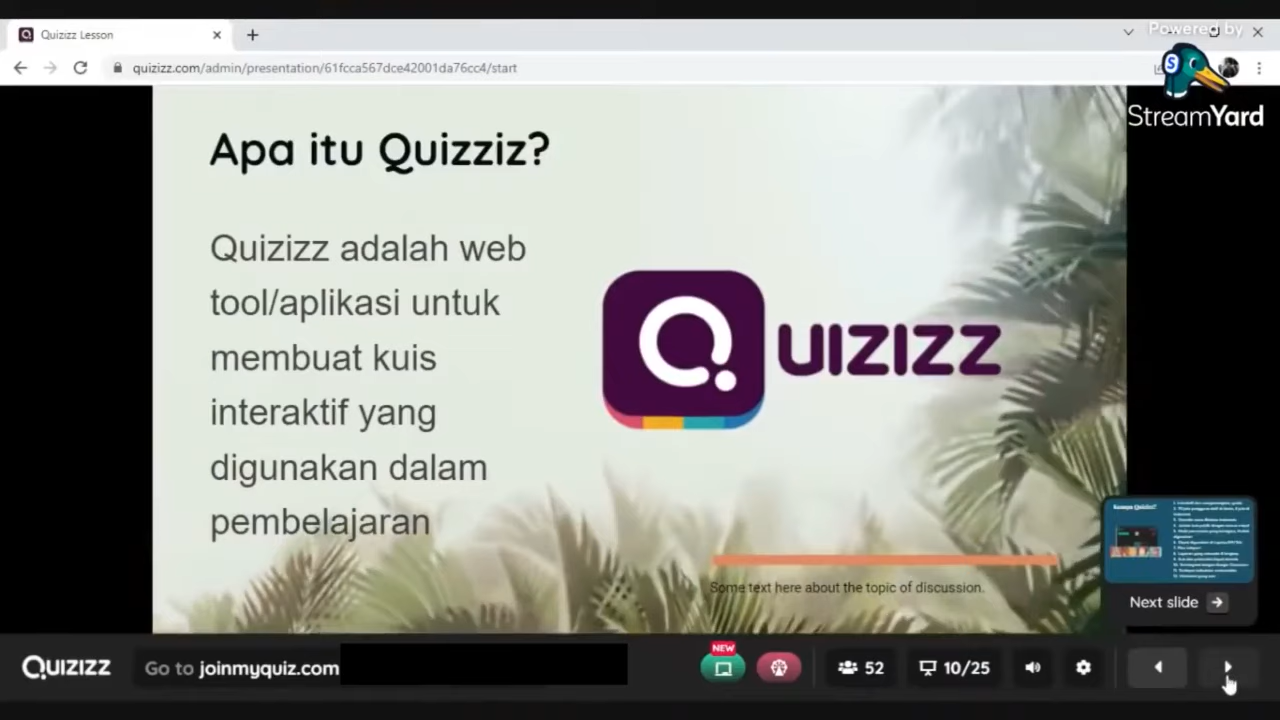 Quizizz Lesson
Powered by
quizizz.com/admin/presentation/61fcca567dce42001da76cc4/start
StreamYard
Apa itu Quizziz?
Quizizz adalah web
tool/aplikasi untuk
membuat kuis
interaktif yang
digunakan dalam
pembelajaran
QUIZIZZ
Some text here about the topic of discussion.
Next slide
QUIZIZZ
Go to joinmyquiz.com
NEW
52
10/25